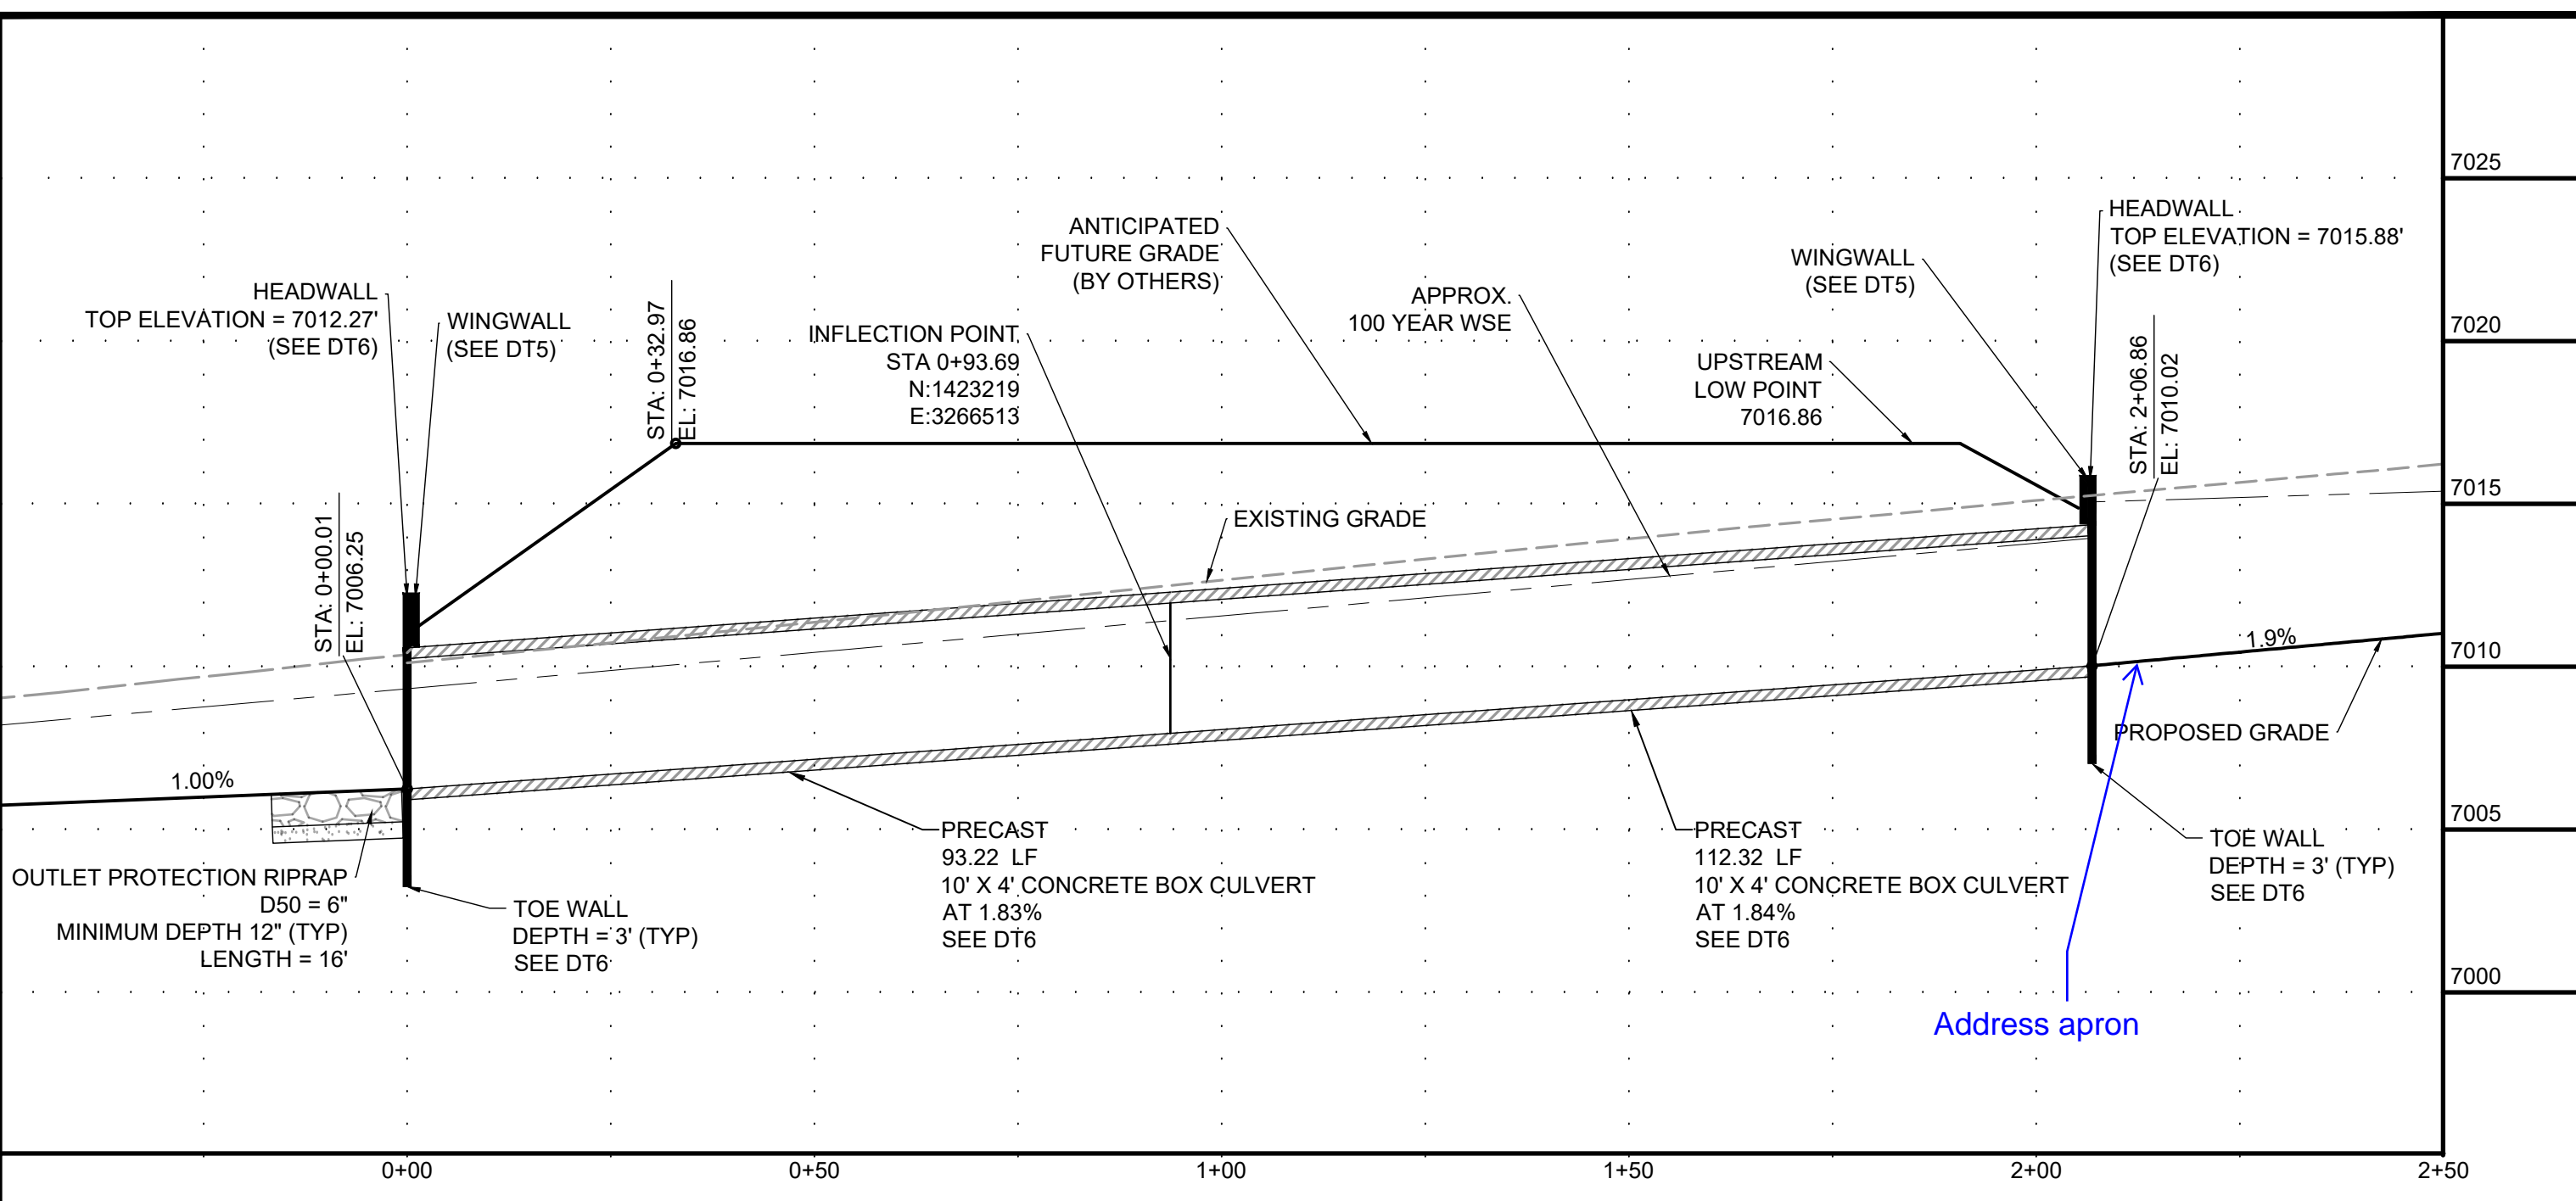 7025
7020
7015
7010
7005
7000
HEADWALL
TOP ELEVATION = 7012.27'
(SEE DT6)
WINGWALL
(SEE DT5)
STA: 0+32.97
EL: 7016.86
INFLECTION POINT
STA 0+93.69
N:1423219
E:3266513
ANTICIPATED
FUTURE GRADE
(BY OTHERS)
APPROX.
100 YEAR WSE
UPSTREAM
LOW POINT
7016.86
WINGWALL
(SEE DT5)
HEADWALL
TOP ELEVATION = 7015.88'
(SEE DT6)
STA: 2+06.86
EL: 7010.02
STA: 0+00.01
EL: 7006.25
EXISTING GRADE
1.9%
PROPOSED GRADE
1.00%
OUTLET PROTECTION RIPRAP
D50 = 6"
MINIMUM DEPTH 12" (TYP)
LENGTH = 16'
TOE WALL
DEPTH = 3' (TYP)
SEE DT6
PRECAST
93.22 LF
10' X 4' CONCRETE BOX CULVERT
AT 1.83%
SEE DT6
PRECAST
112.32 LF
10' X 4' CONCRETE BOX CULVERT
AT 1.84%
SEE DT6
TOE WALL
DEPTH = 3' (TYP)
SEE DT6
Address apron
0+00
0+50
1+00
1+50
2+00
2+50